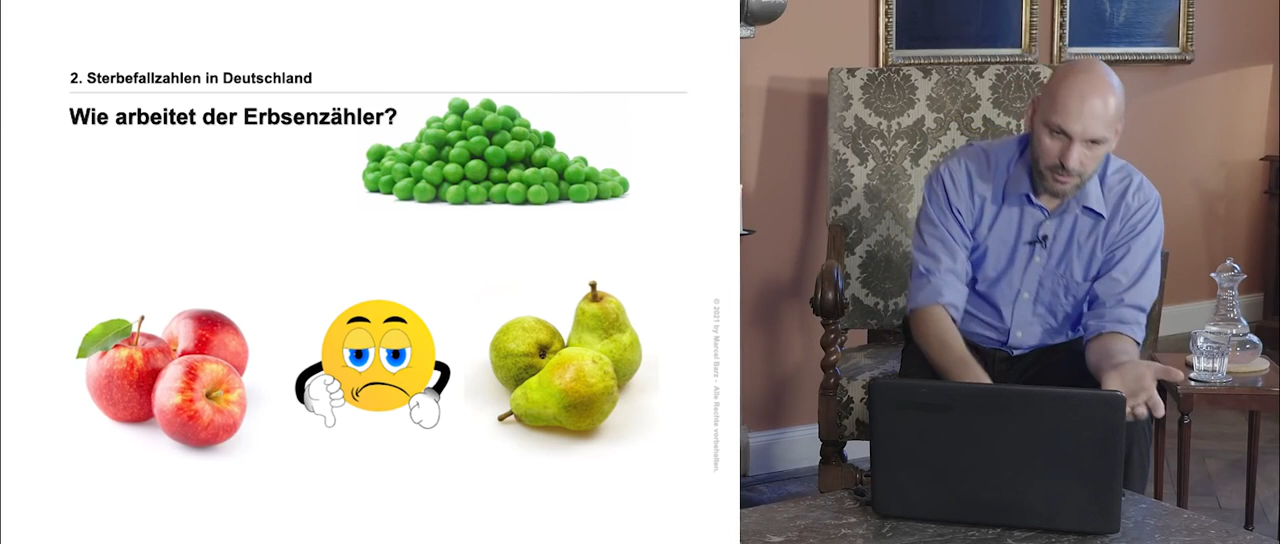 2. Sterbefallzahlen in Deutschland
Wie arbeitet der Erbsenzähler?
© 2021 by Marcel Barz - Alle Rechte vorbehalten.